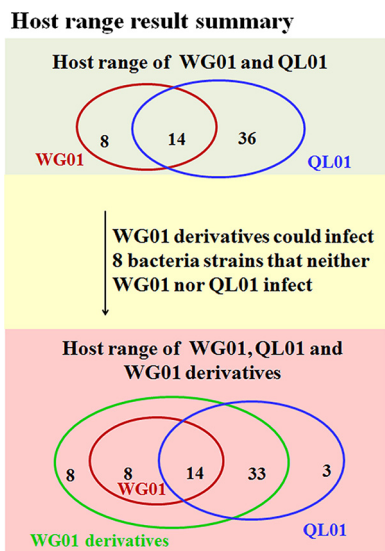 Host range result summary
Host range of WG01 and QL01
8 14 36
WG01
QL01
WG01 derivatives could infect
8 bacteria strains that neither
WG01 nor QL01 infect
Host range of WG01, QL01 and
WG01 derivatives
8 8 14 33 3
WG01
QL01
WG01 derivatives